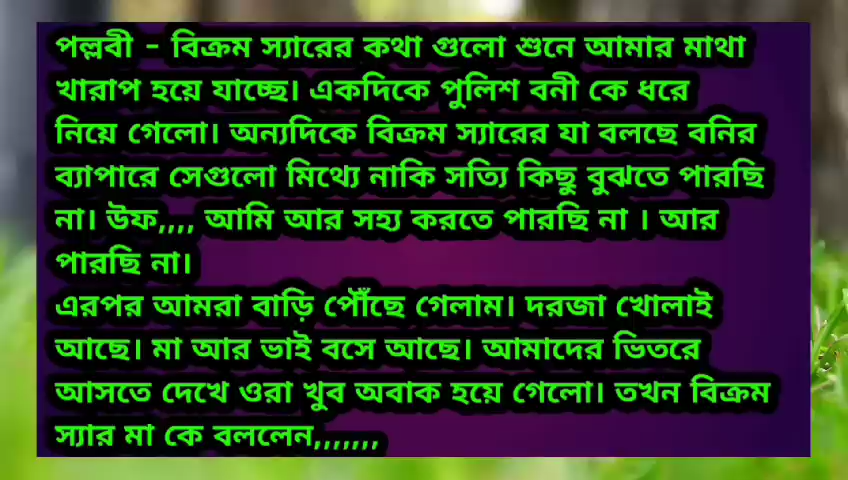 পল্লবী - বিক্রম স্যারের কথা গুলো শুনে আমার মাথা
খারাপ হয়ে যাচ্ছে। একদিকে পুলিশ বনী কে ধরে
নিয়ে গেলো। অন্যদিকে বিক্রম স্যারের যা বলছে বনির
ব্যাপারে সেগুলো মিথ্যে নাকি সত্যি কিছু বুঝতে পারছি
না। উফ,,,, আমি আর সহ্য করতে পারছি না । আর
পারছি না।
এরপর আমরা বাড়ি পৌঁছে গেলাম। দরজা খোলাই
আছে। মা আর ভাই বসে আছে। আমাদের ভিতরে
আসতে দেখে ওরা খুব অবাক হয়ে গেলো। তখন বিক্রম
স্যার মা কে বললেন,,,,,,,